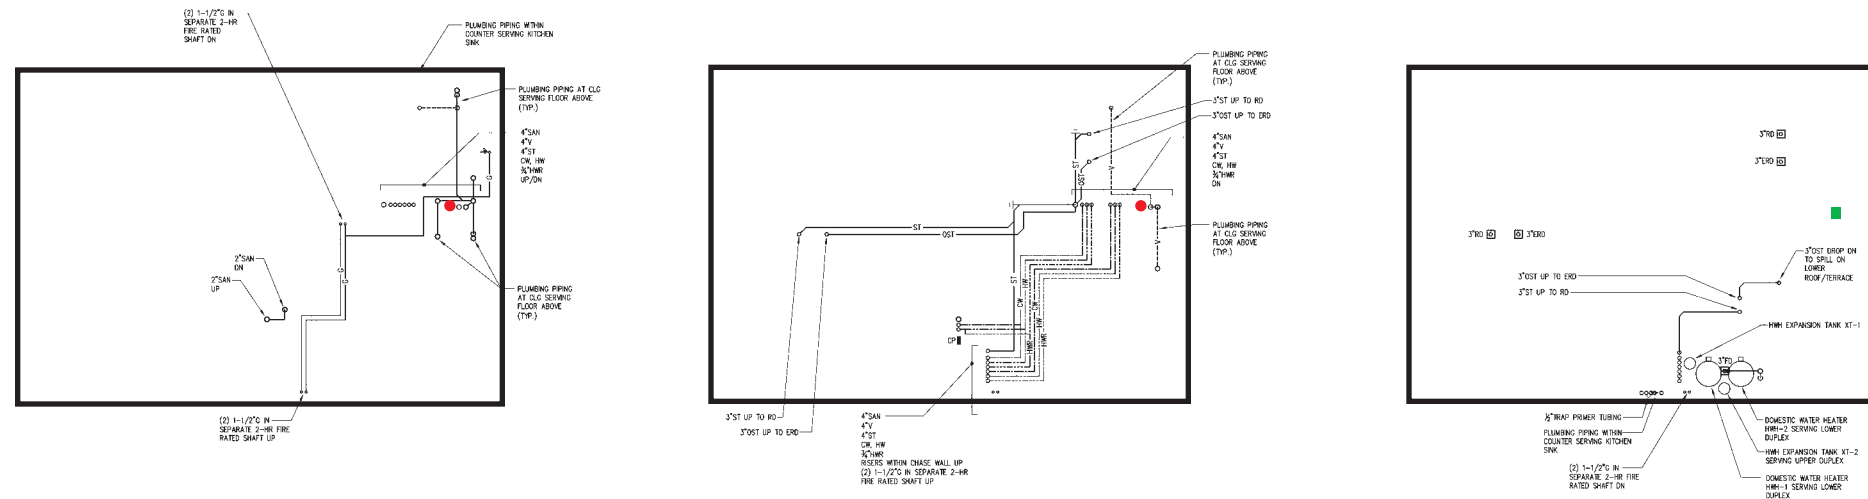 (2) 1-1/2"G IN
SEPARATE 2-HR
FIRE RATED
SHAFT DN
PLUMBING PIPING WITHIN
COUNTER SERVING KITCHEN
SINK
PLUMBING PIPING AT CLG
SERVING FLOOR ABOVE
(TYP.)
4"SAN
4"V
4"ST
CW, HW
¾"HWR
UP/DN
G
G
G
2"SAN
DN
2"SAN
UP
PLUMBING PIPING
AT CLG SERVING
FLOOR ABOVE
(TYP.)
(2) 1-1/2"G IN
SEPARATE 2-HR FIRE
RATED SHAFT UP
PLUMBING PIPING
AT CLG SERVING
FLOOR ABOVE
(TYP.)
3"ST UP TO RD
3"OST UP TO ERD
4"SAN
4"V
4"ST
CW, HW
¾"HWR
DN
ST
OST
V
ST
OST
PLUMBING PIPING
AT CLG SERVING
FLOOR ABOVE
(TYP.)
V
ST
CW
HW
HWR
CW
HW
HWR
CP
3"ST UP TO RD
3"OST UP TO ERD
4"SAN
4"V
4"ST
CW, HW
¾"HWR
RISERS WITHIN CHASE WALL UP
(2) 1-1/2"G IN SEPARATE 2-HR
FIRE RATED SHAFT UP
3"RD
3"ERD
3"RD
3"ERD
3"OST DROP DN
TO SPILL ON
LOWER
ROOF/TERRACE
3"OST UP TO ERD
3"ST UP TO RD
HWH EXPANSION TANK XT-1
3"FD
½"TRAP PRIMER TUBING
PLUMBING PIPING WITHIN
COUNTER SERVING KITCHEN
SINK
(2) 1-1/2"G IN
SEPARATE 2-HR FIRE
RATED SHAFT DN
DOMESTIC WATER HEATER
HWH-2 SERVING LOWER
DUPLEX
HWH EXPANSION TANK XT-2
SERVING UPPER DUPLEX
DOMESTIC WATER HEATER
HWH-1 SERVING LOWER
DUPLEX